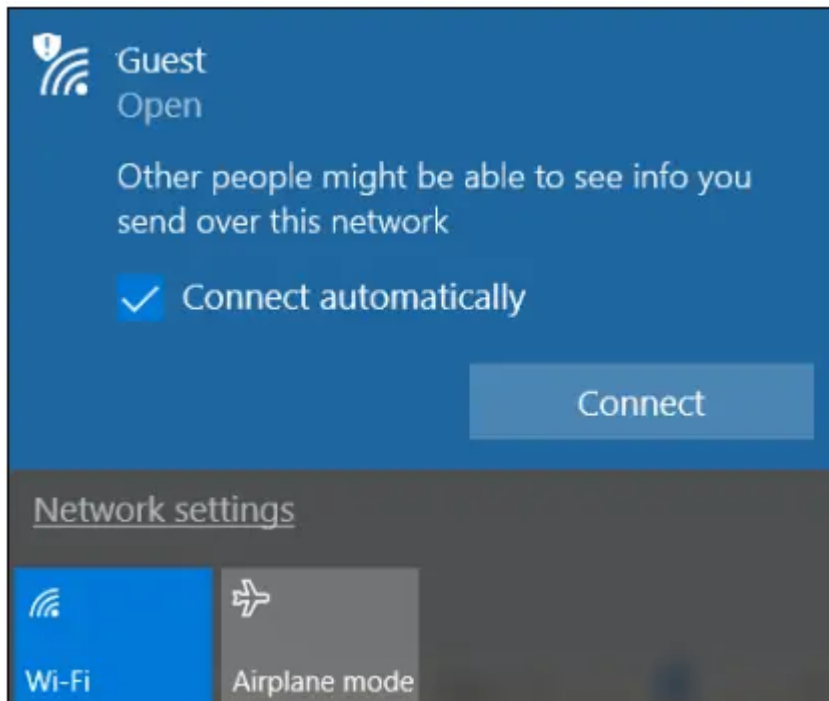 Guest
Open
Other people might be able to see info you
send over this network
Connect automatically
Connect
Network settings
Wi-Fi
Airplane mode